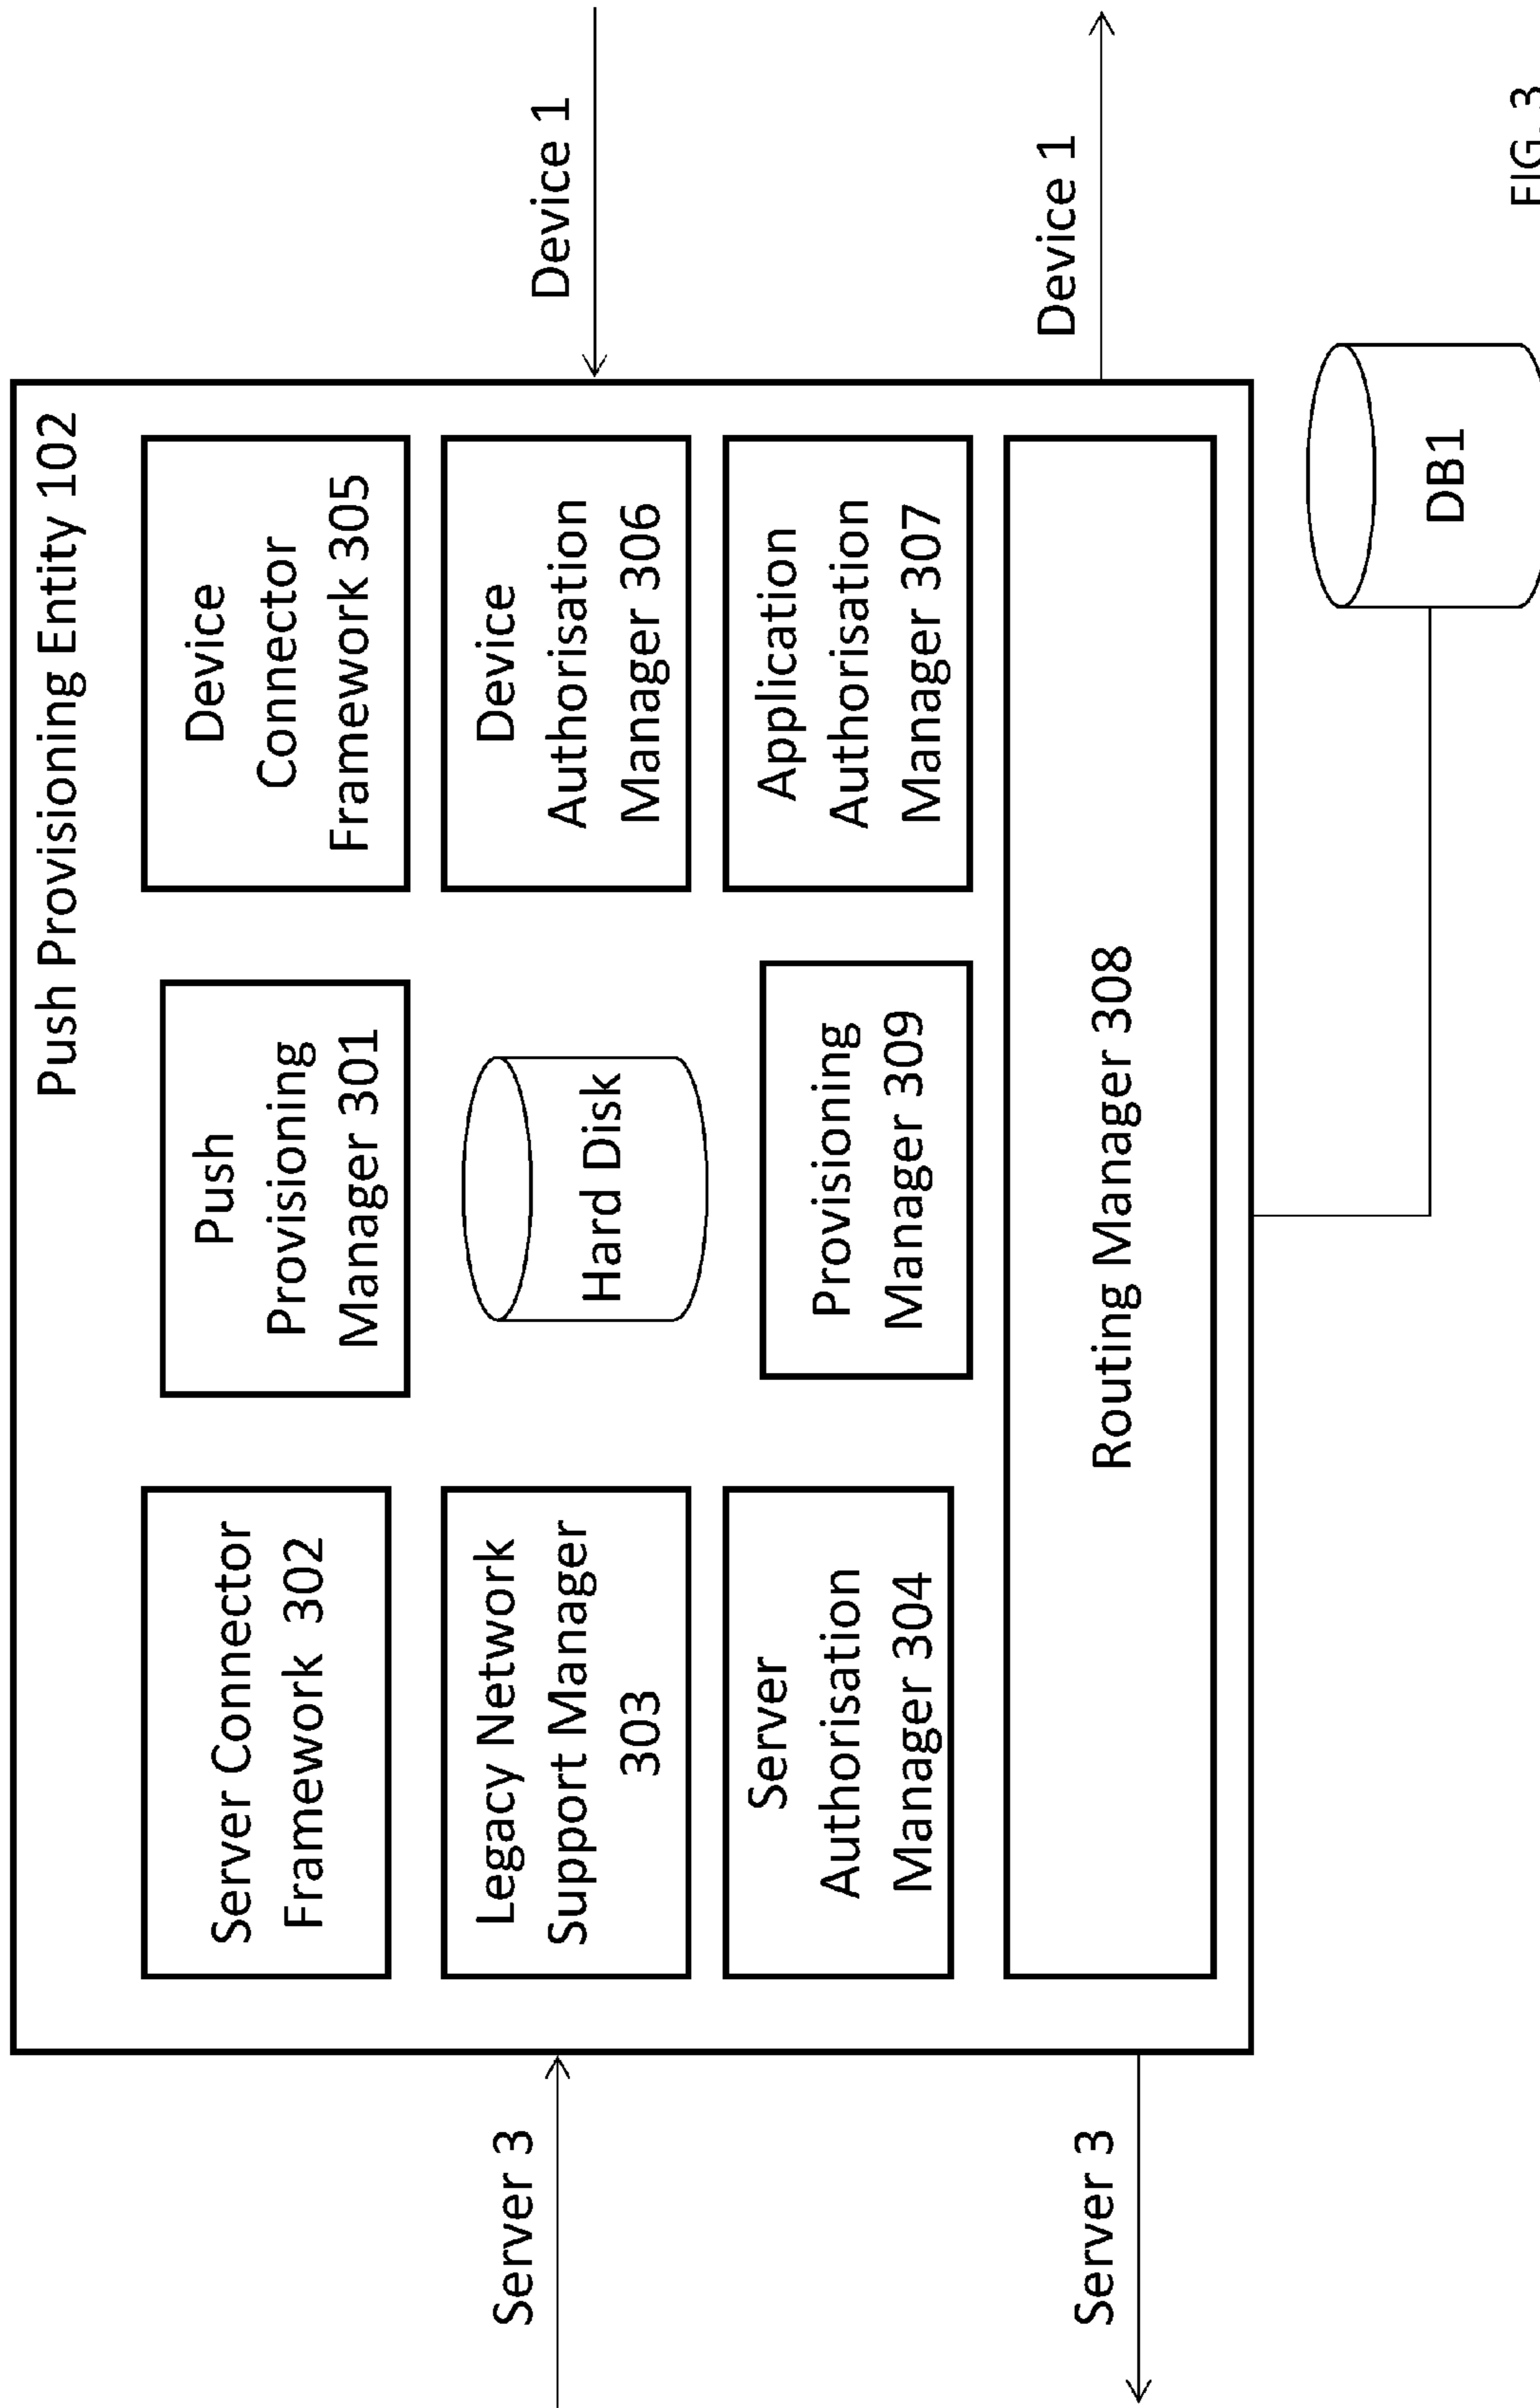 Push Provisioning Entity 102
Server 3
Server Connector
Framework 302
Push
Provisioning
Manager 301
Device
Connector
Framework 305
Device 1
Legacy Network
Support Manager
303
Hard Disk
Device
Authorisation
Manager 306
Server
Authorisation
Manager 304
Provisioning
Manager 309
Application
Authorisation
Manager 307
Server 3
Routing Manager 308
Device 1
DB1
FIG. 3